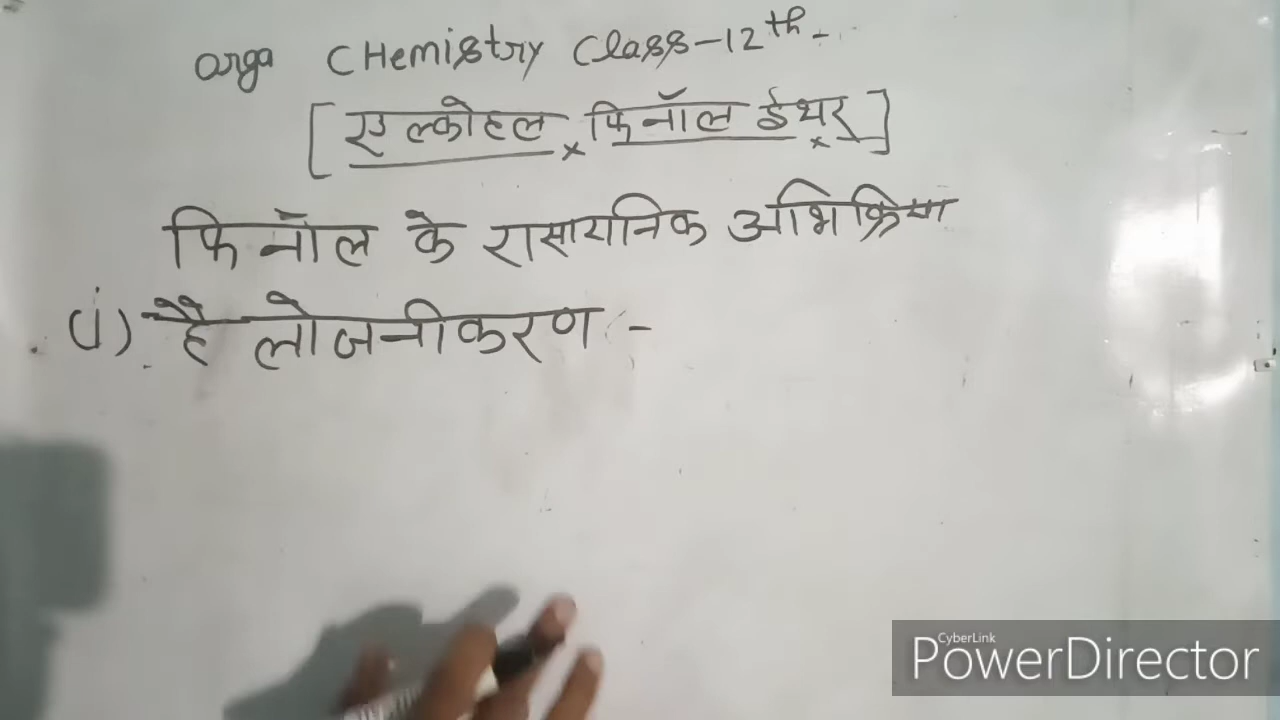 orga CHemistry Class-12th-
[एल्कोहल x फिनॉल ईथर]
फिनॉल के रासायनिक अभिक्रिया
(i) हैलोजनीकरण :-
CyberLink
PowerDirector